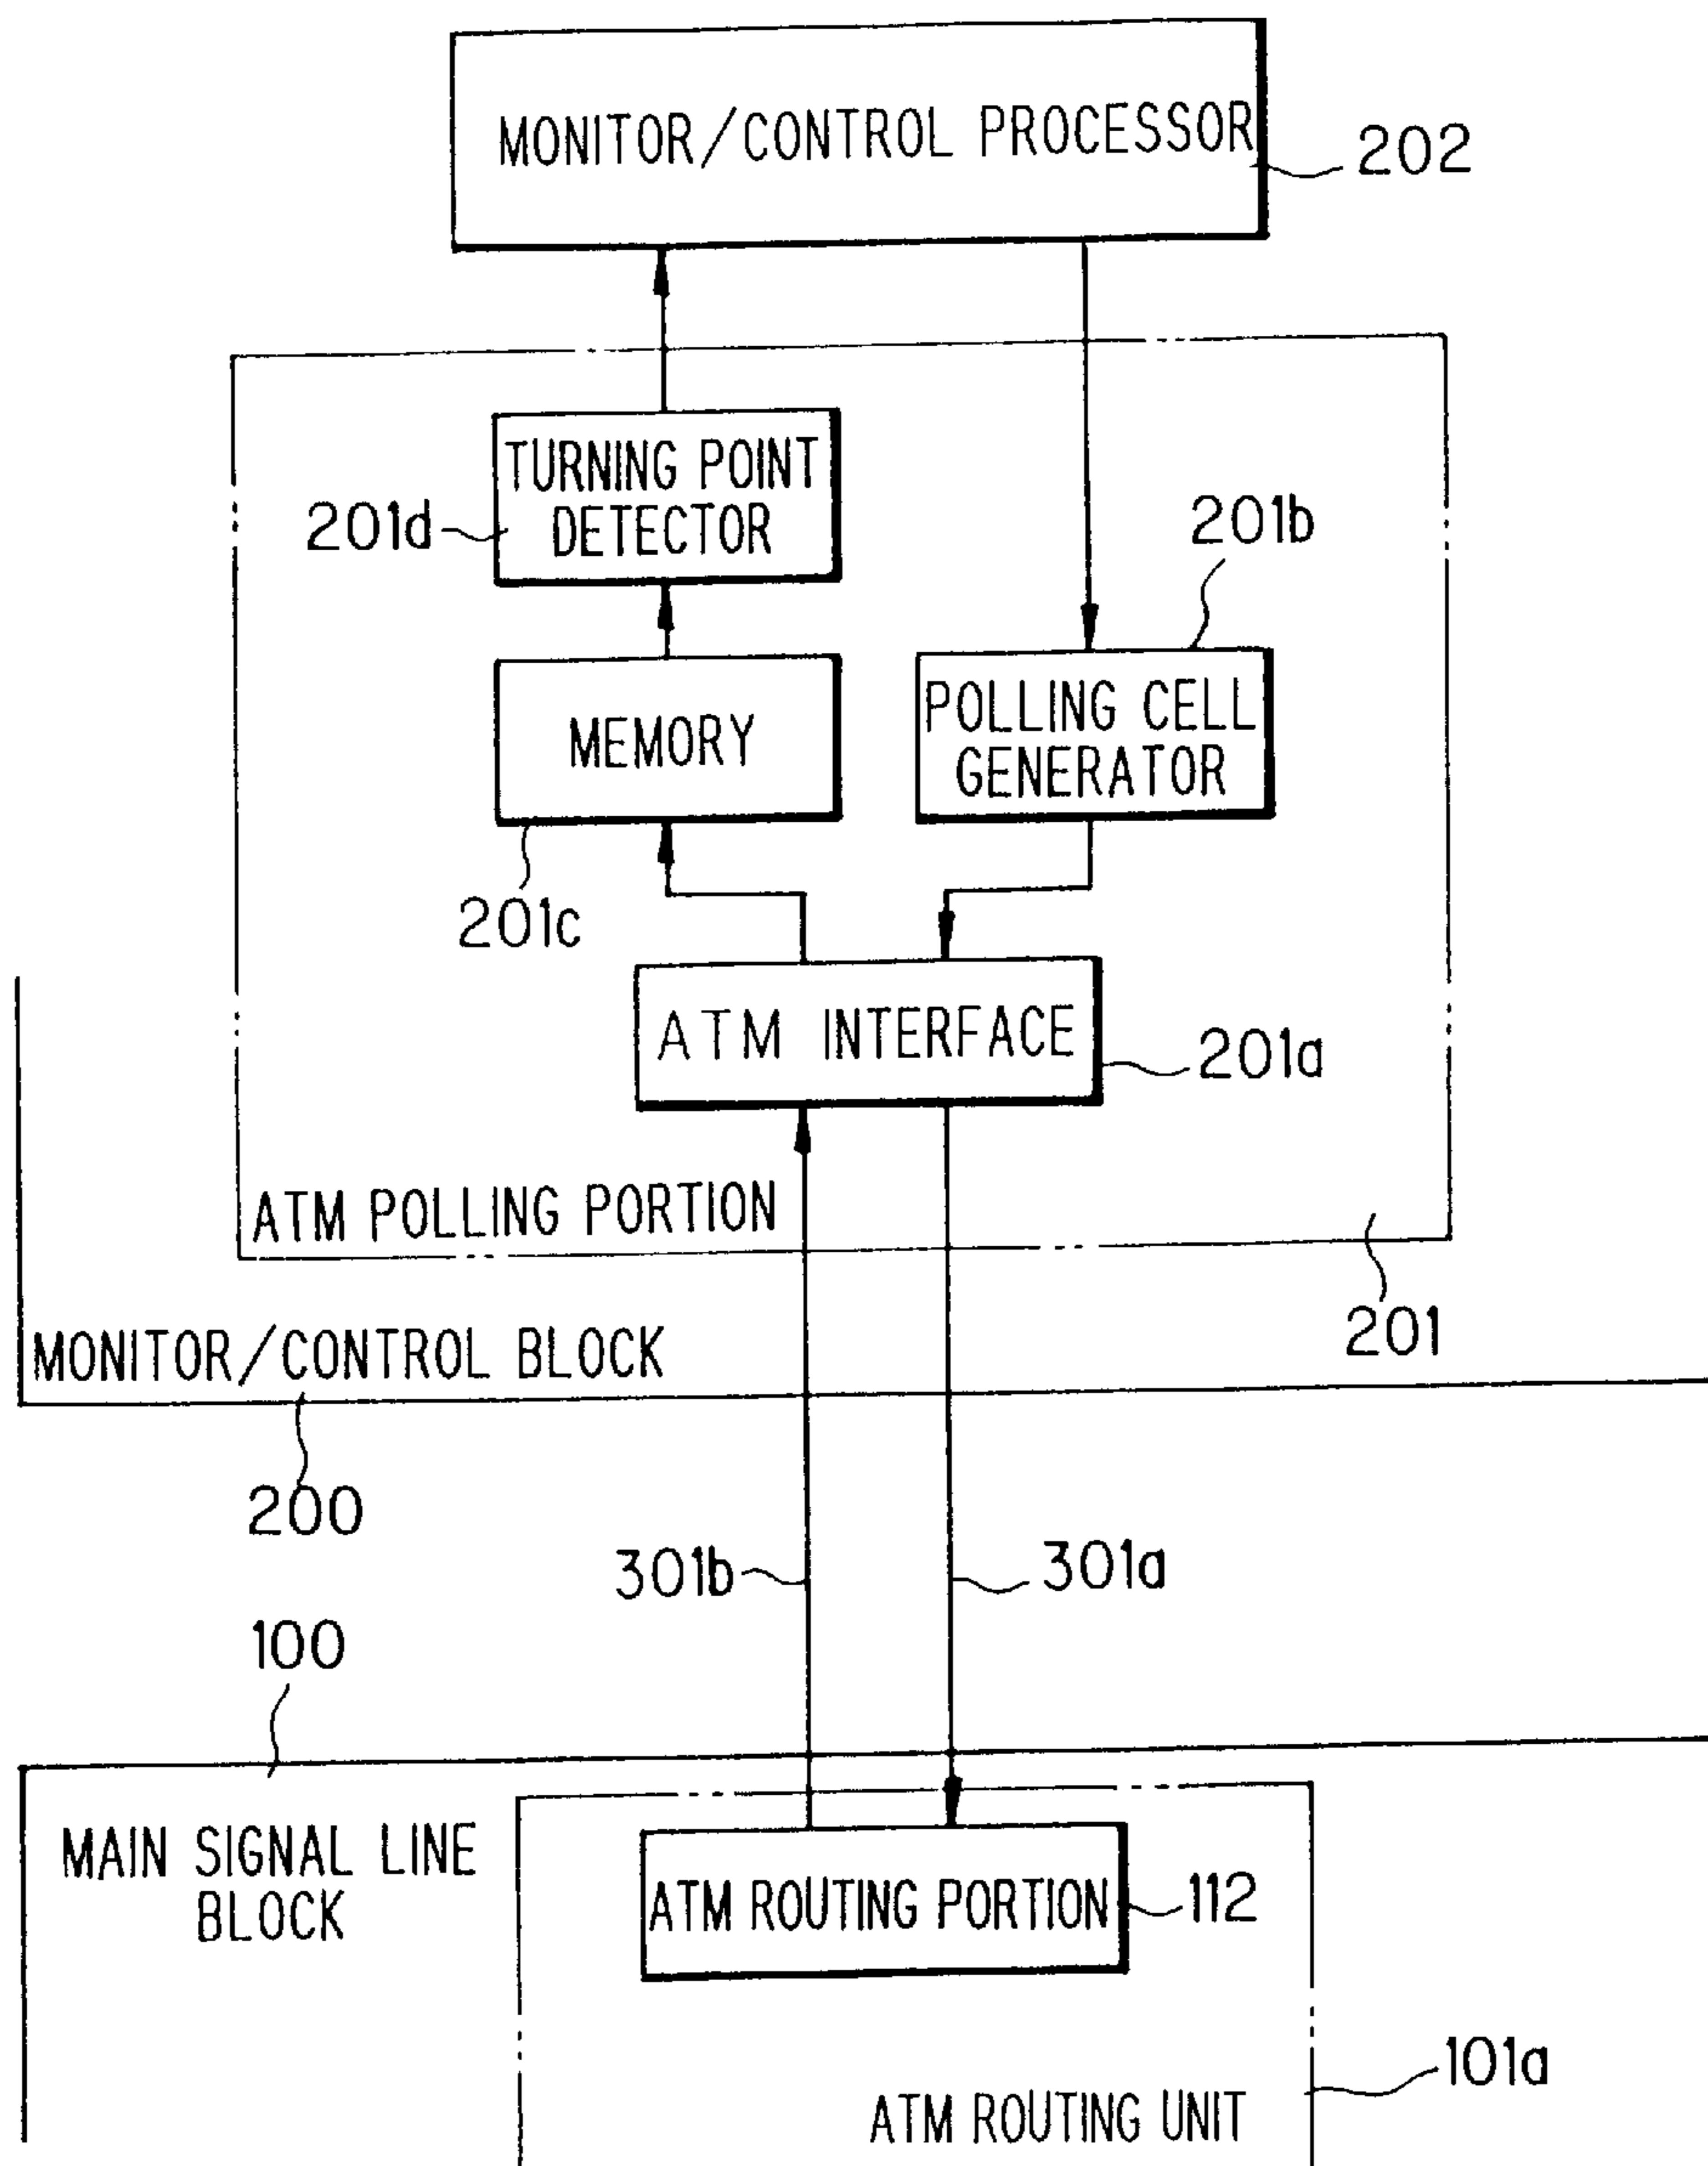 MONITOR/CONTROL PROCESSOR
202
TURNING POINT
DETECTOR
201d
201b
MEMORY
POLLING CELL
GENERATOR
201c
ATM INTERFACE
201a
ATM POLLING PORTION
201
MONITOR/CONTROL BLOCK
200
301b
301a
100
MAIN SIGNAL LINE
BLOCK
ATM ROUTING PORTION
112
101a
ATM ROUTING UNIT